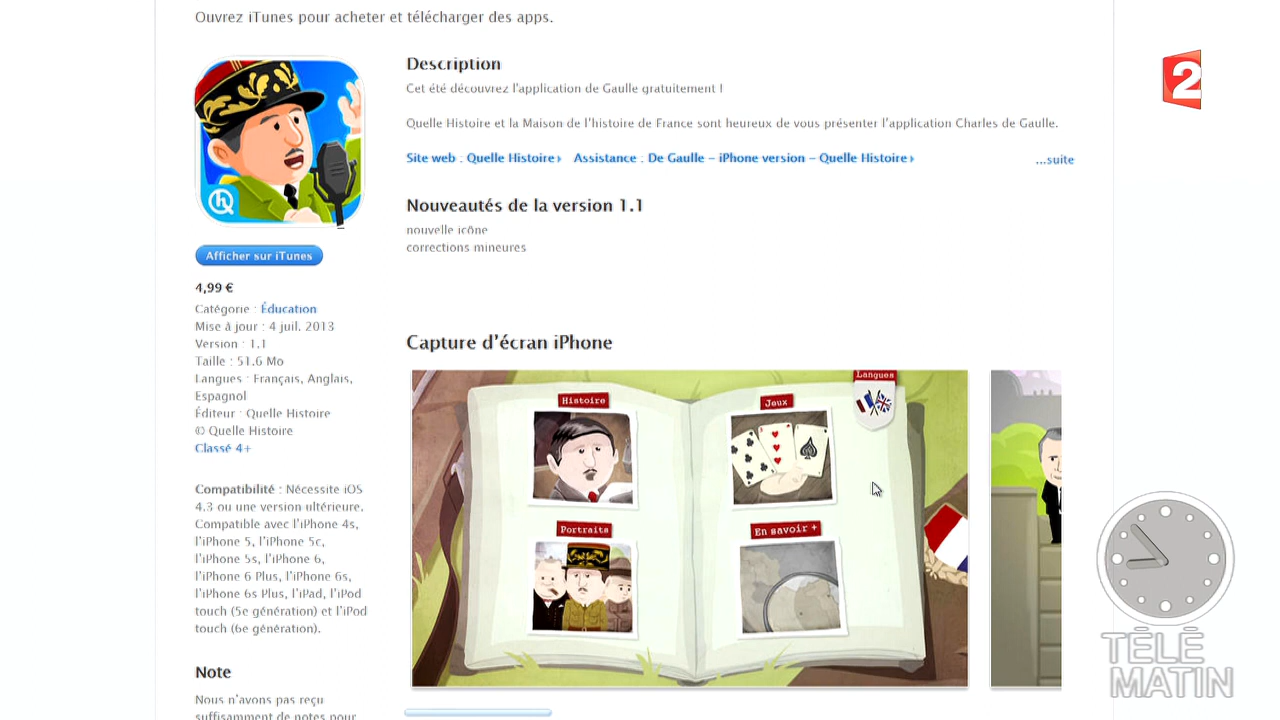 Ouvrez iTunes pour acheter et télécharger des apps.
Description
Cet été découvrez l'application de Gaulle gratuitement !
Quelle Histoire et la Maison de l'histoire de France sont heureux de vous présenter l'application Charles de Gaulle.
Site web . Quelle Histoire Assistance . De Gaulle – iPhone version – Quelle Histoire
...suite
Nouveautés de la version 1.1
nouvelle icône
corrections mineures
Afficher sur iTunes
4,99 €
Catégorie : Éducation
Mise à jour : 4 juil. 2013
Version : 1.1
Taille : 51.6 Mo
Langues : Français, Anglais,
Espagnol
Éditeur : Quelle Histoire
© Quelle Histoire
Classé 4+
Compatibilité : Nécessite iOS
4.3 ou une version ultérieure.
Compatible avec l'iPhone 4s,
l'iPhone 5, l'iPhone 5c,
l'iPhone 5s, l'iPhone 6,
l'iPhone 6 Plus, l'iPhone 6s,
l'iPhone 6s Plus, l'iPad, l'iPod
touch (5e génération) et l'iPod
touch (6e génération).
Note
Nous n'avons pas reçu
suffisamment de notes pour
Capture d'écran iPhone
Histoire
Jeux
Langues
Portraits
En savoir +
2
TÉLÉ
MATIN